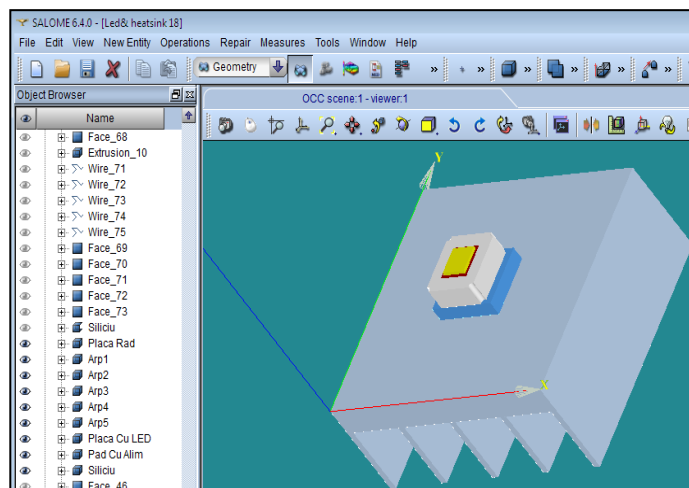 SALOME 6.4.0 - [Led& heatsink 18]
File Edit View New Entity Operations Repair Measures Tools Window Help
Geometry
Object Browser
OCC scene:1 - viewer:1
Name
Face_68
Extrusion_10
Wire_71
Wire_72
Wire_73
Wire_74
Wire_75
Face_69
Face_70
Face_71
Face_72
Face_73
Siliciu
Placa Rad
Arp1
Arp2
Arp3
Arp4
Arp5
Placa Cu LED
Pad Cu Alim
Siliciu
Face_46
Y
X